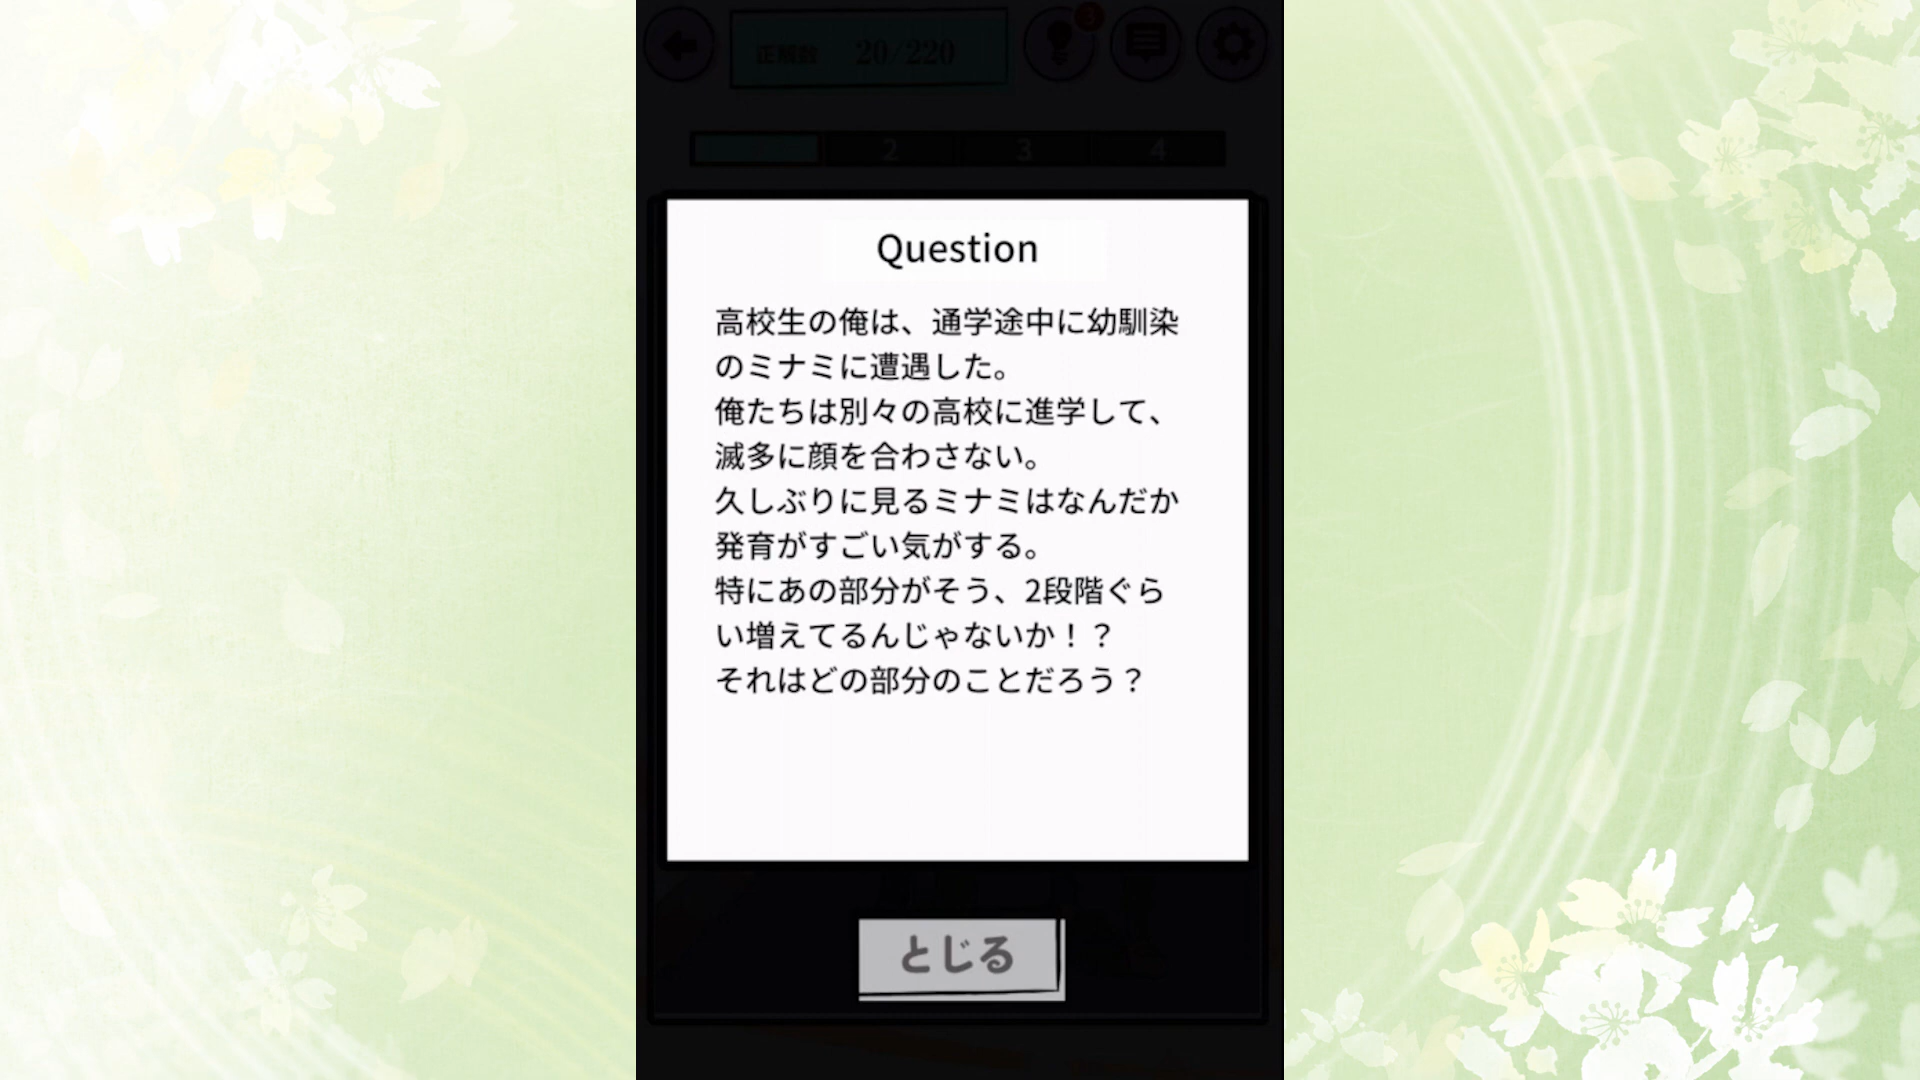 正解数 20/220
3
2 3 4
Question
高校生の俺は、通学途中に幼馴染
のミナミに遭遇した。
俺たちは別々の高校に進学して、
滅多に顔を合わさない。
久しぶりに見るミナミはなんだか
発育がすごい気がする。
特にあの部分がそう、2段階ぐら
い増えてるんじゃないか！？
それはどの部分のことだろう？
とじる